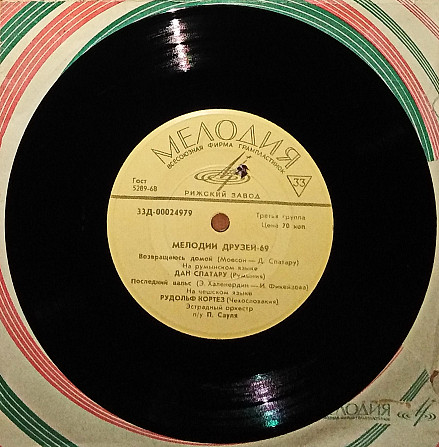 МЕЛОДИЯ
ВСЕСОЮЗНАЯ ФИРМА ГРАМПЛАСТИНОК
Гост
5289-68
33
РИЖСКИЙ ЗАВОД
33Д-00024979
Третья группа
Цена 70 коп.
МЕЛОДИИ ДРУЗЕЙ-69
Возвращаюсь домой (Мовсон — Д. Спатару)
На румынском языке
ДАН СПАТАРУ (Румыния)
Последний вальс (Э. Халепердин — И. Фикейзова)
На чешском языке
РУДОЛЬФ КОРТЕЗ (Чехословакия)
Эстрадный оркестр
п/у П. Сауля
МЕЛОДИЯ